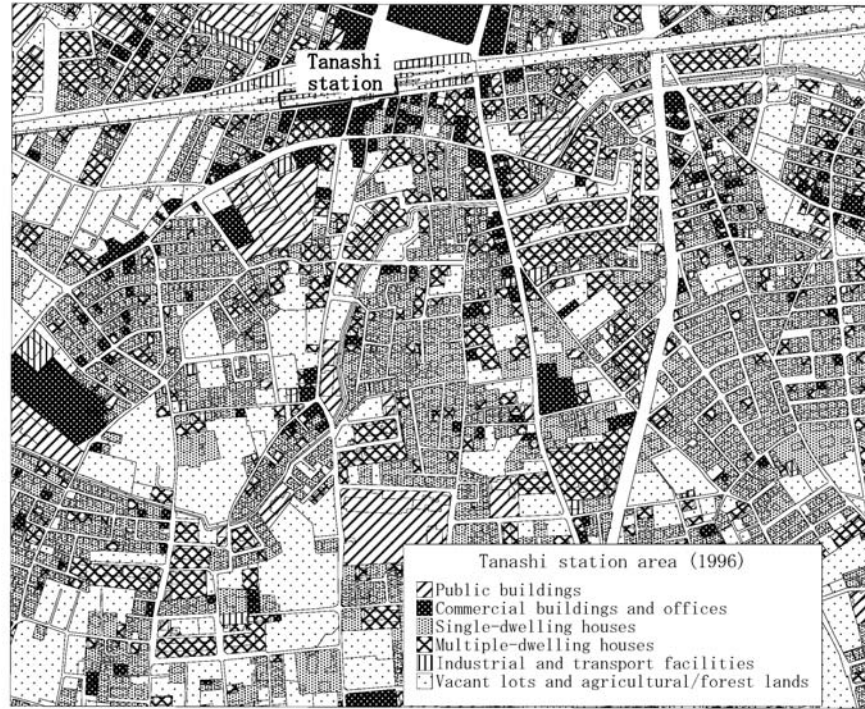 Tanashi
station
Tanashi station area (1996)
Public buildings
Commercial buildings and offices
Single-dwelling houses
Multiple-dwelling houses
Industrial and transport facilities
Vacant lots and agricultural/forest lands